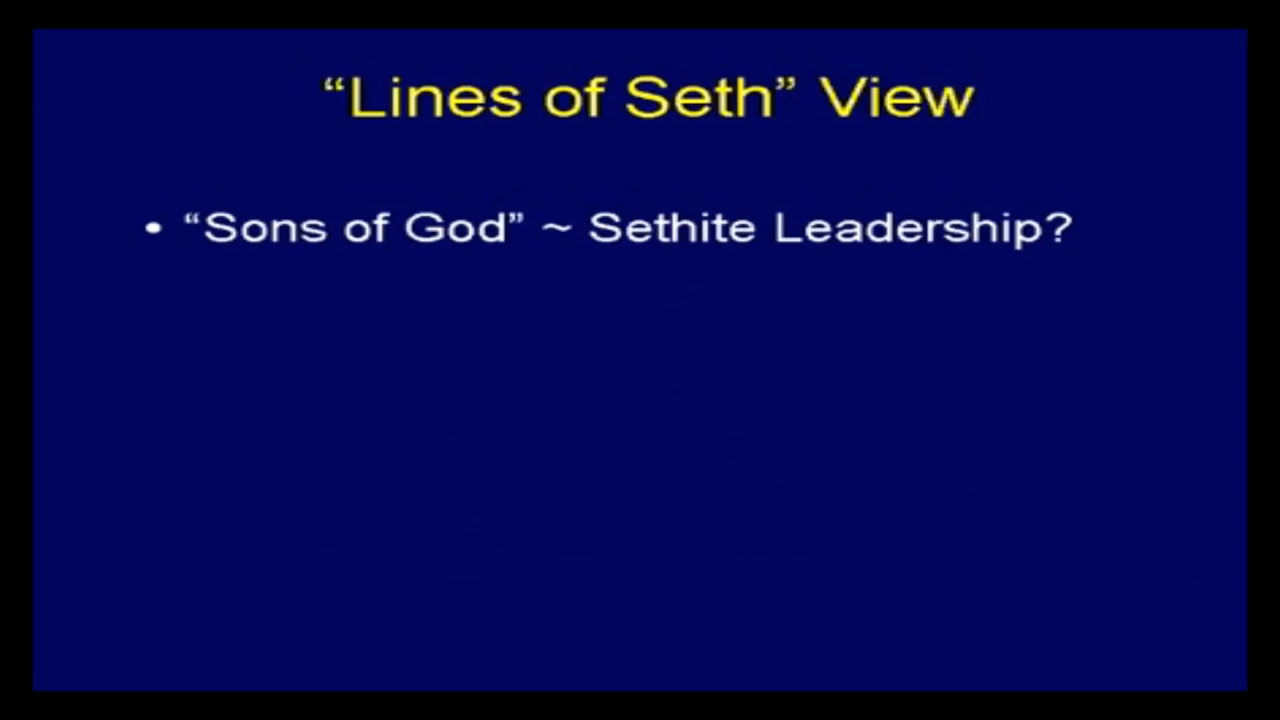 “Lines of Seth” View
• “Sons of God” ~ Sethite Leadership?